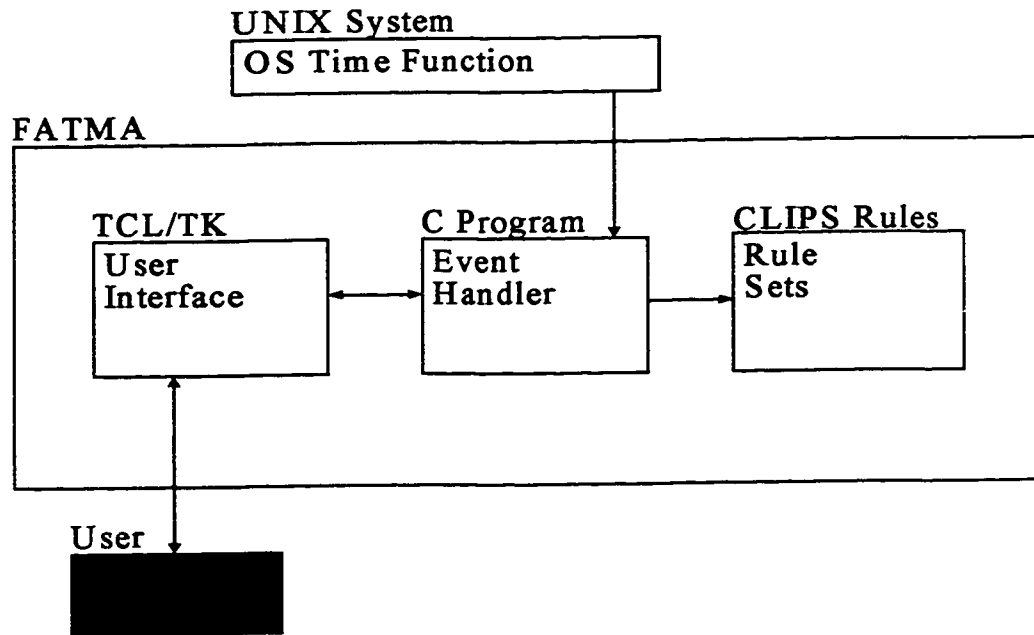 UNIX System
OS Time Function
FATMA
TCL/TK
User
Interface
C Program
Event
Handler
CLIPS Rules
Rule
Sets
User